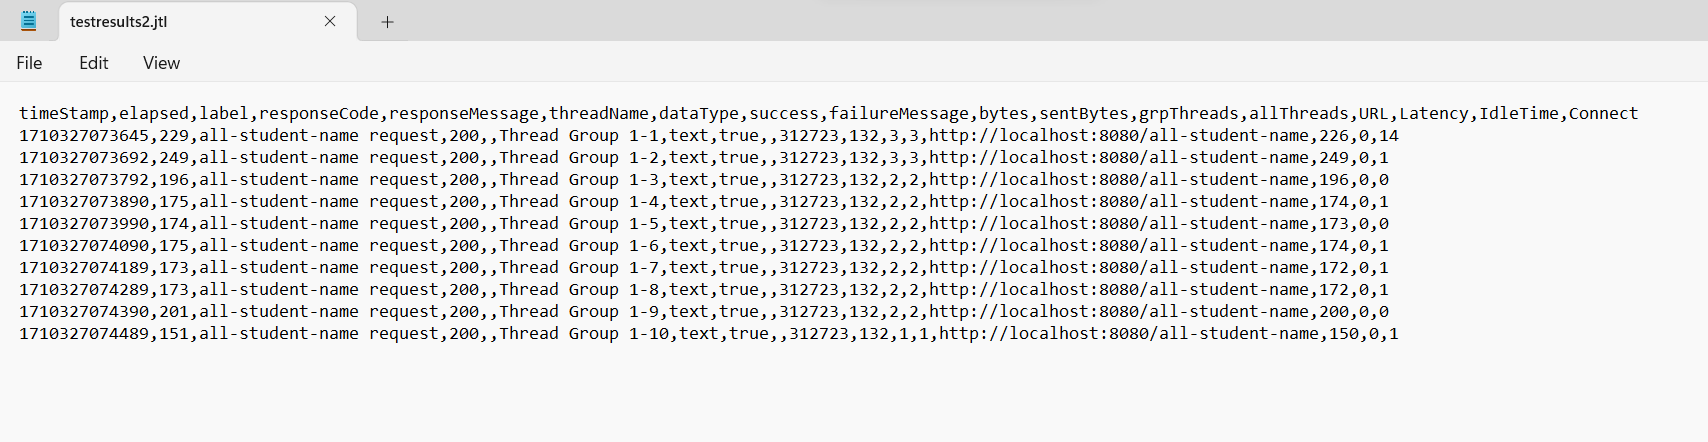 testresults2.jtl
File Edit View
timeStamp,elapsed,label,responseCode,responseMessage,threadName,dataType,success,failureMessage,bytes,sentBytes,grpThreads,allThreads,URL,Latency,IdleTime,Connect
1710327073645,229,all-student-name request,200,,Thread Group 1-1,text,true,,312723,132,3,3,http://localhost:8080/all-student-name,226,0,14
1710327073692,249,all-student-name request,200,,Thread Group 1-2,text,true,,312723,132,3,3,http://localhost:8080/all-student-name,249,0,1
1710327073792,196,all-student-name request,200,,Thread Group 1-3,text,true,,312723,132,2,2,http://localhost:8080/all-student-name,196,0,0
1710327073890,175,all-student-name request,200,,Thread Group 1-4,text,true,,312723,132,2,2,http://localhost:8080/all-student-name,174,0,1
1710327073990,174,all-student-name request,200,,Thread Group 1-5,text,true,,312723,132,2,2,http://localhost:8080/all-student-name,173,0,0
1710327074090,175,all-student-name request,200,,Thread Group 1-6,text,true,,312723,132,2,2,http://localhost:8080/all-student-name,174,0,1
1710327074189,173,all-student-name request,200,,Thread Group 1-7,text,true,,312723,132,2,2,http://localhost:8080/all-student-name,172,0,1
1710327074289,173,all-student-name request,200,,Thread Group 1-8,text,true,,312723,132,2,2,http://localhost:8080/all-student-name,172,0,1
1710327074390,201,all-student-name request,200,,Thread Group 1-9,text,true,,312723,132,2,2,http://localhost:8080/all-student-name,200,0,0
1710327074489,151,all-student-name request,200,,Thread Group 1-10,text,true,,312723,132,1,1,http://localhost:8080/all-student-name,150,0,1